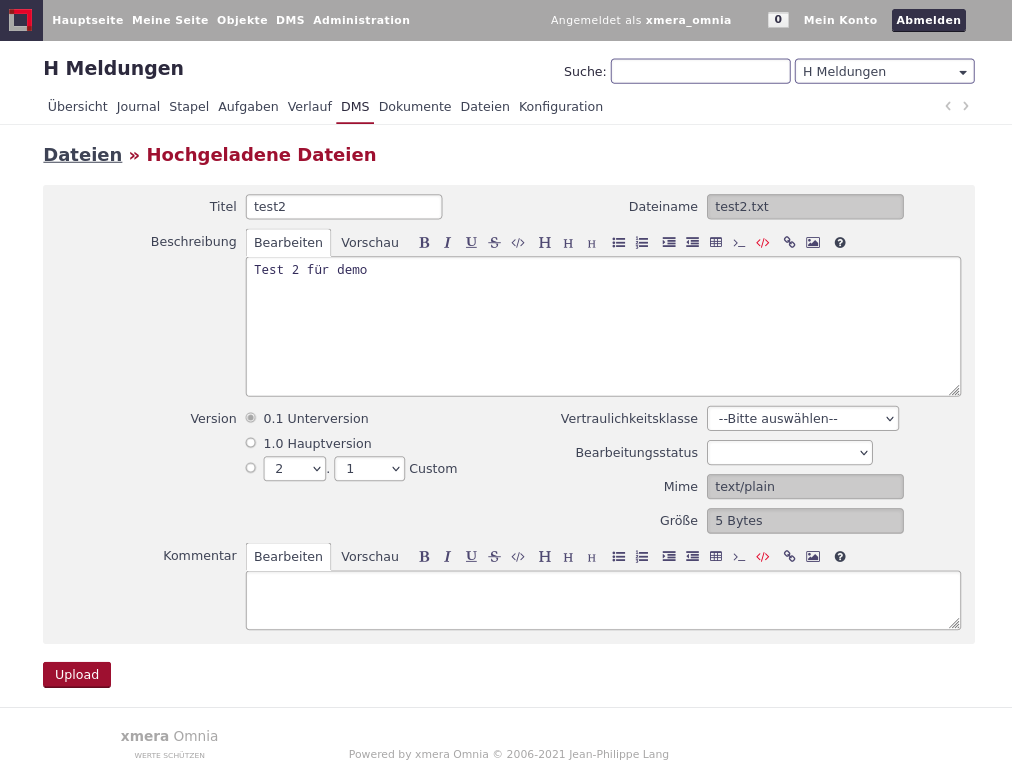 Hauptseite Meine Seite Objekte DMS Administration Angemeldet als xmera_omnia 0 Mein Konto Abmelden
H Meldungen
Suche: H Meldungen
Übersicht Journal Stapel Aufgaben Verlauf DMS Dokumente Dateien Konfiguration
Dateien » Hochgeladene Dateien
Titel test2 Dateiname test2.txt
Beschreibung Bearbeiten Vorschau B I U S </> H H H >_ </> ?
Test 2 für demo
Version 0.1 Unterversion Vertraulichkeitsklasse --Bitte auswählen--
1.0 Hauptversion Bearbeitungsstatus
2 . 1 Custom
Mime text/plain
Größe 5 Bytes
Kommentar Bearbeiten Vorschau B I U S </> H H H >_ </> ?
Upload
xmera Omnia
WERTE SCHÜTZEN
Powered by xmera Omnia © 2006-2021 Jean-Philippe Lang